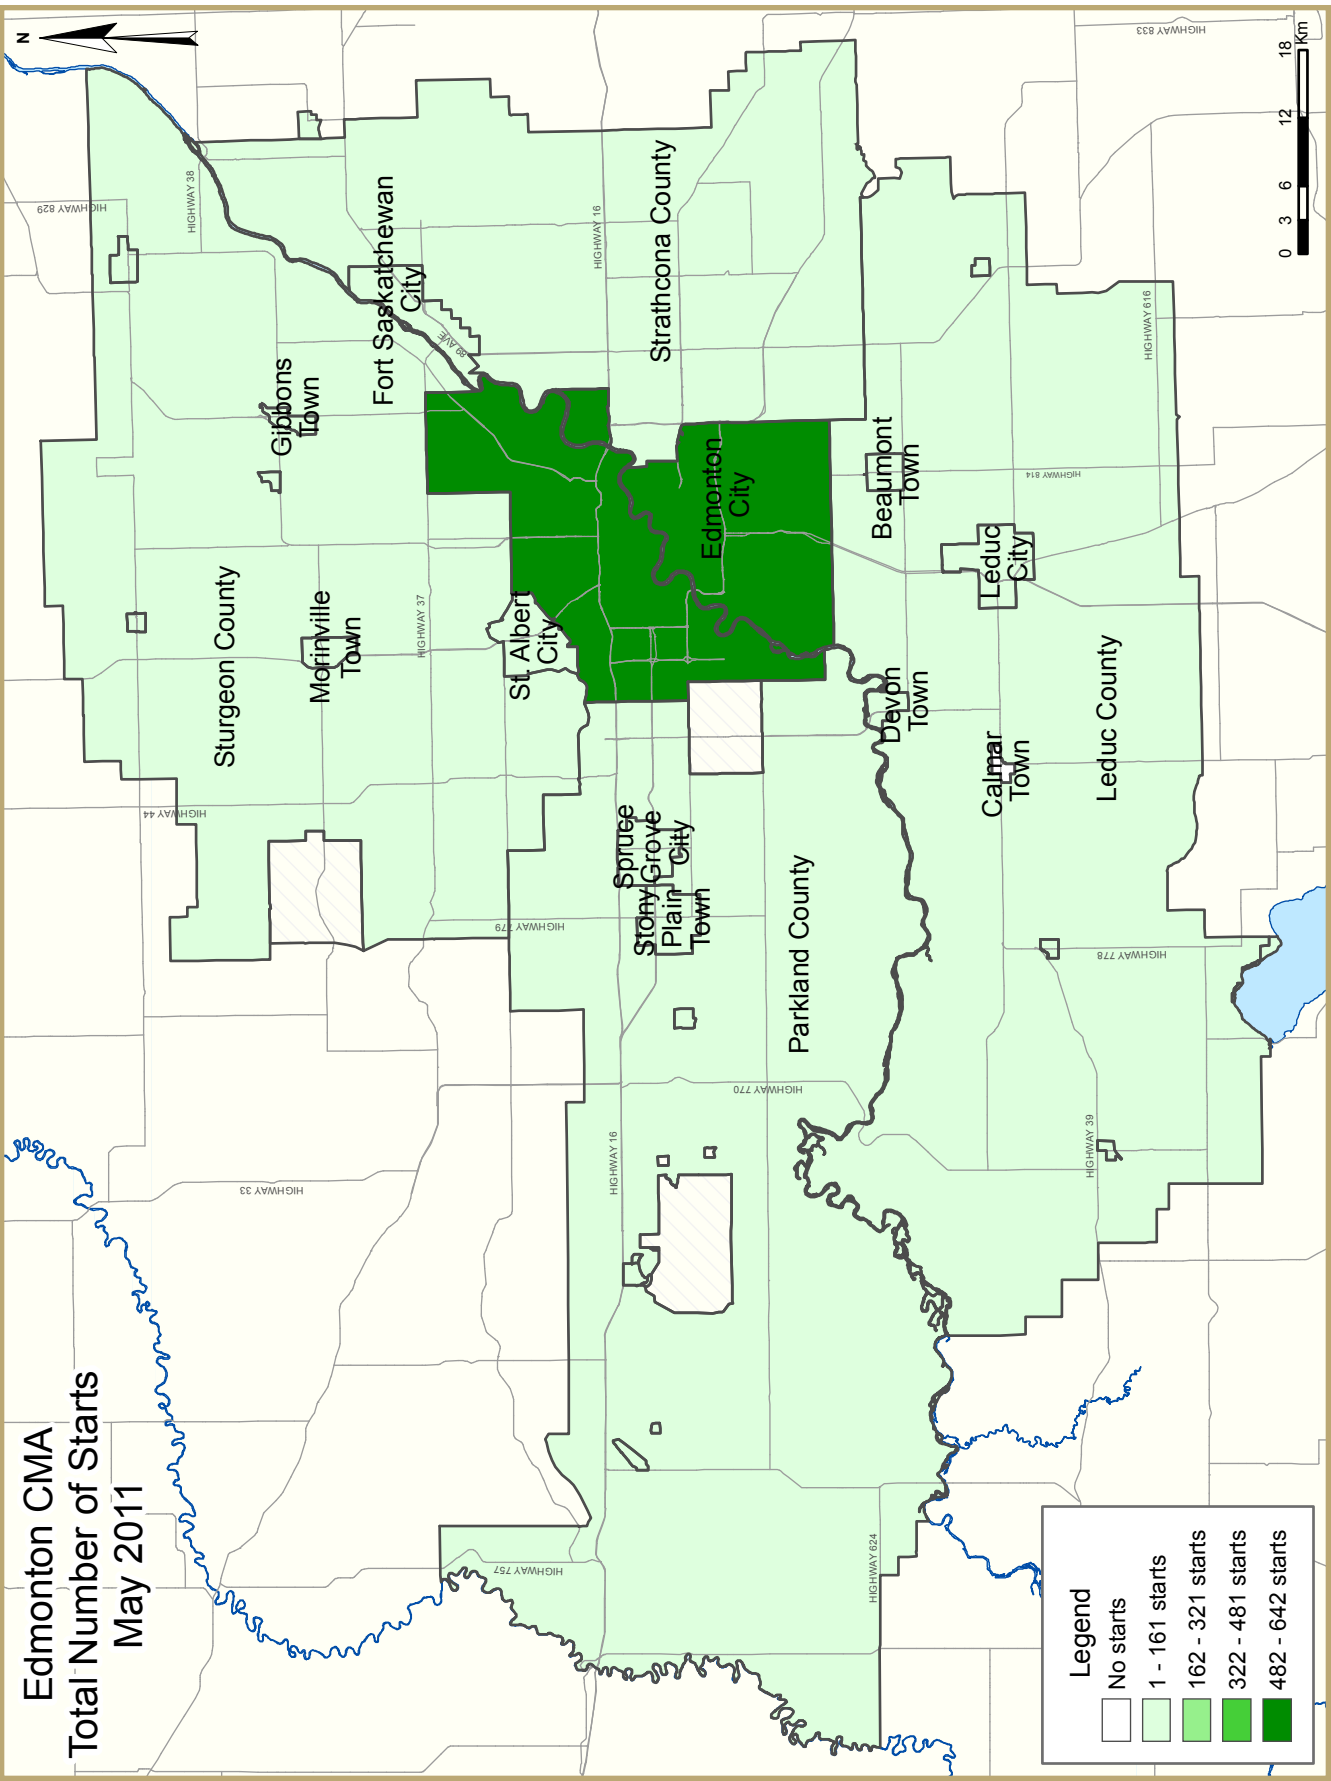 Edmonton CMA
Total Number of Starts
May 2011
N
HIGHWAY 829
HIGHWAY 38
HIGHWAY 833
HIGHWAY 44
HIGHWAY 37
HIGHWAY 33
HIGHWAY 779
HIGHWAY 16
HIGHWAY 16
HIGHWAY 770
HIGHWAY 757
HIGHWAY 624
HIGHWAY 39
HIGHWAY 778
HIGHWAY 814
HIGHWAY 616
89 AVE
Sturgeon County
Gibbons
Town
Morinville
Town
Fort Saskatchewan
City
St. Albert
City
Strathcona County
Edmonton
City
Spruce
Grove
City
Stony
Plain
Town
Parkland County
Beaumont
Town
Devon
Town
Leduc
City
Calmar
Town
Leduc County
Legend
No starts
1 - 161 starts
162 - 321 starts
322 - 481 starts
482 - 642 starts
0 3 6 12 18
Km